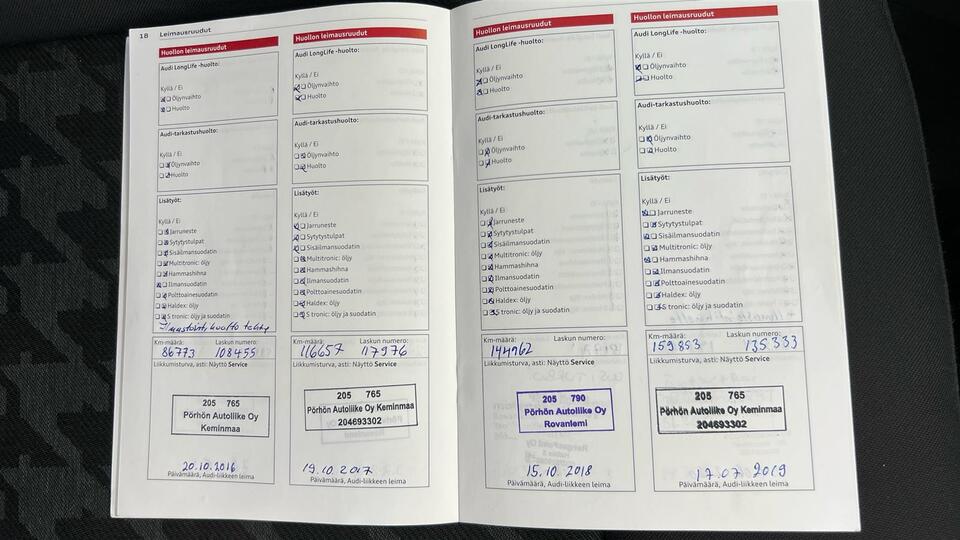 18 Leimausruudut
Huollon leimausruudut
Audi LongLife -huolto:
Kyllä / Ei
Öljynvaihto
Huolto
Audi-tarkastushuolto:
Kyllä / Ei
Öljynvaihto
Huolto
Lisätyöt:
Kyllä / Ei
Jarruneste
Sytytystulpat
Sisäilmansuodatin
Multitronic: öljy
Hammashihna
Ilmansuodatin
Polttoainesuodatin
Haldex: öljy
Ilmastointihuolto tehty
Km-määrä: Laskun numero:
86773 108455
Liikkumisturva, asti: Näyttö Service
205 765
Pörhön Autoliike Oy
Keminmaa
20.10.2016
Päivämäärä, Audi-liikkeen leima
Huollon leimausruudut
Audi LongLife -huolto:
Kyllä / Ei
Öljynvaihto
Huolto
Audi-tarkastushuolto:
Kyllä / Ei
Öljynvaihto
Huolto
Lisätyöt:
Kyllä / Ei
Jarruneste
Sytytystulpat
Sisäilmansuodatin
Multitronic: öljy
Hammashihna
Ilmansuodatin
Polttoainesuodatin
Haldex: öljy
S tronic: öljy ja suodatin
Km-määrä: Laskun numero:
116657 117976
Liikkumisturva, asti: Näyttö Service
205 765
Pörhön Autoliike Oy Keminmaa
204693302
19.10.2017
Päivämäärä, Audi-liikkeen leima
Huollon leimausruudut
Audi LongLife -huolto:
Kyllä / Ei
Öljynvaihto
Huolto
Audi-tarkastushuolto:
Kyllä / Ei
Öljynvaihto
Huolto
Lisätyöt:
Kyllä / Ei
Jarruneste
Sytytystulpat
Sisäilmansuodatin
Multitronic: öljy
Hammashihna
Ilmansuodatin
Polttoainesuodatin
Haldex: öljy
S tronic: öljy ja suodatin
Km-määrä: Laskun numero:
Liikkumisturva, asti: Näyttö Service
205 790
Pörhön Autoliike Oy
Rovaniemi
15.10.2018
Päivämäärä, Audi-liikkeen leima
Huollon leimausruudut
Audi LongLife -huolto:
Kyllä / Ei
Öljynvaihto
Huolto
Audi-tarkastushuolto:
Kyllä / Ei
Öljynvaihto
Huolto
Lisätyöt:
Kyllä / Ei
Jarruneste
Sytytystulpat
Sisäilmansuodatin
Multitronic: öljy
Hammashihna
Ilmansuodatin
Polttoainesuodatin
Haldex: öljy
S tronic: öljy ja suodatin
Km-määrä: Laskun numero:
159853 135333
Liikkumisturva, asti: Näyttö Service
205 765
Pörhön Autoliike Oy Keminmaa
204693302
17.07 2019
Päivämäärä, Audi-liikkeen leima